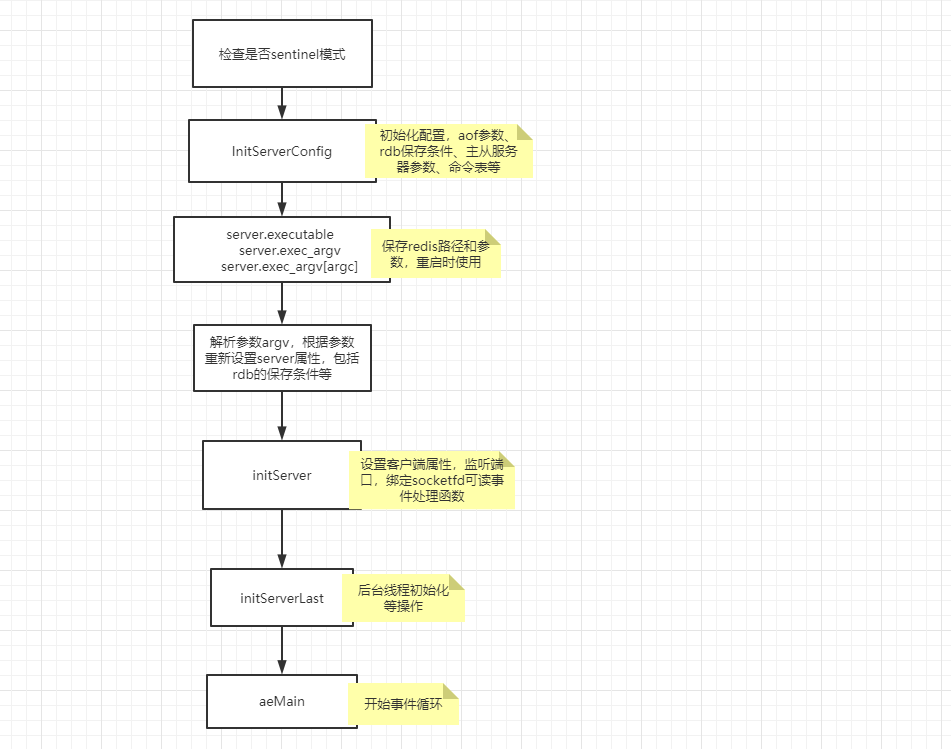 检查是否sentinel模式
InitServerConfig
初始化配置，aof参数、
rdb保存条件、主从服务
器参数、命令表等
server.executable
server.exec_argv
server.exec_argv[argc]
保存redis路径和参
数，重启时使用
解析参数argv，根据参数
重新设置server属性，包括
rdb的保存条件等
initServer
设置客户端属性，监听端
口，绑定socketfd可读事
件处理函数
initServerLast
后台线程初始化
等操作
aeMain
开始事件循环